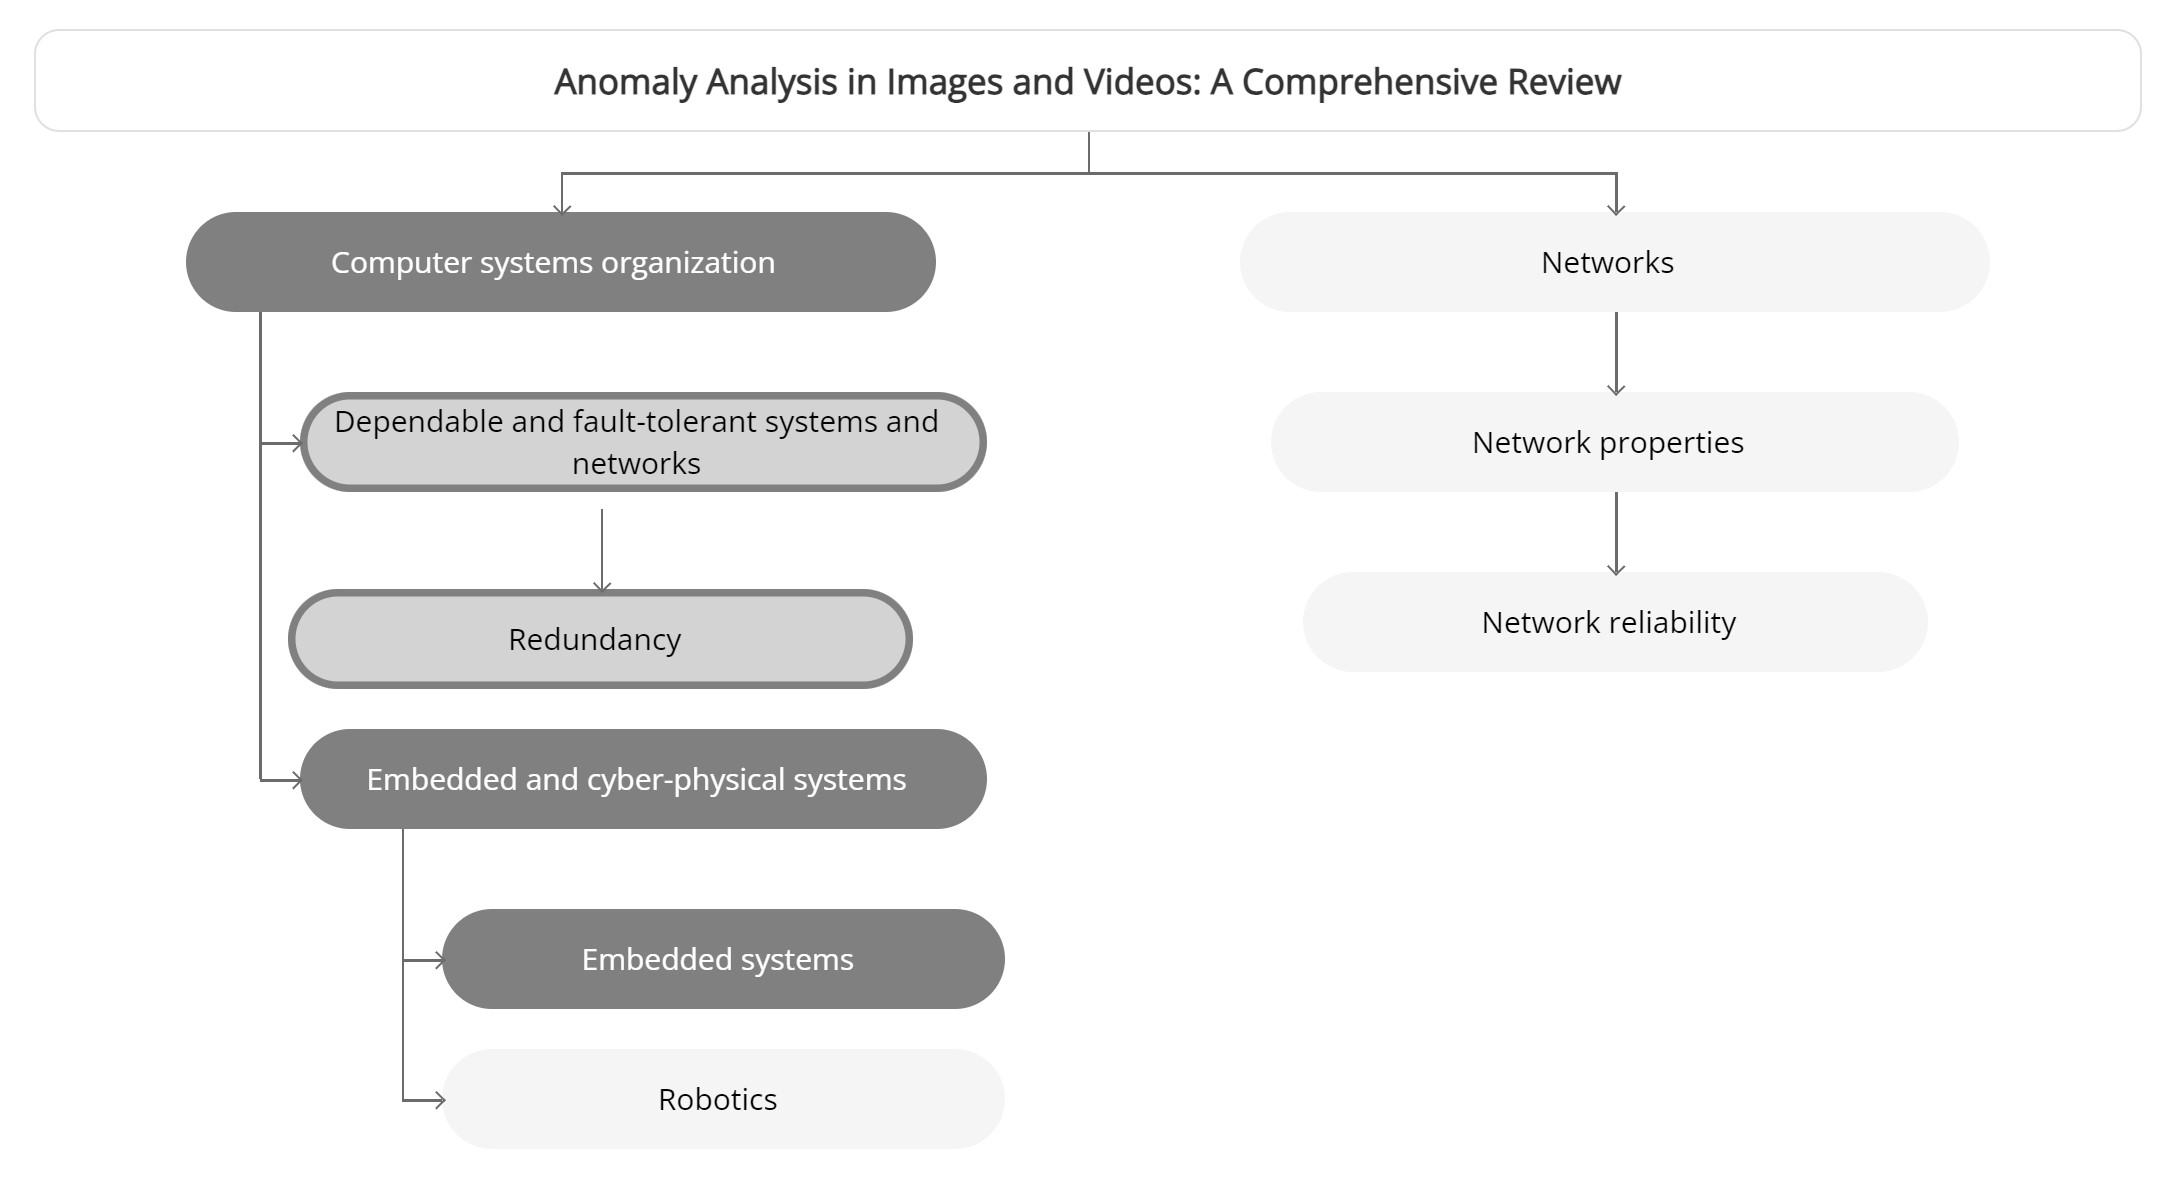 Anomaly Analysis in Images and Videos: A Comprehensive Review
Computer systems organization
Networks
Dependable and fault-tolerant systems and
networks
Network properties
Redundancy
Network reliability
Embedded and cyber-physical systems
Embedded systems
Robotics